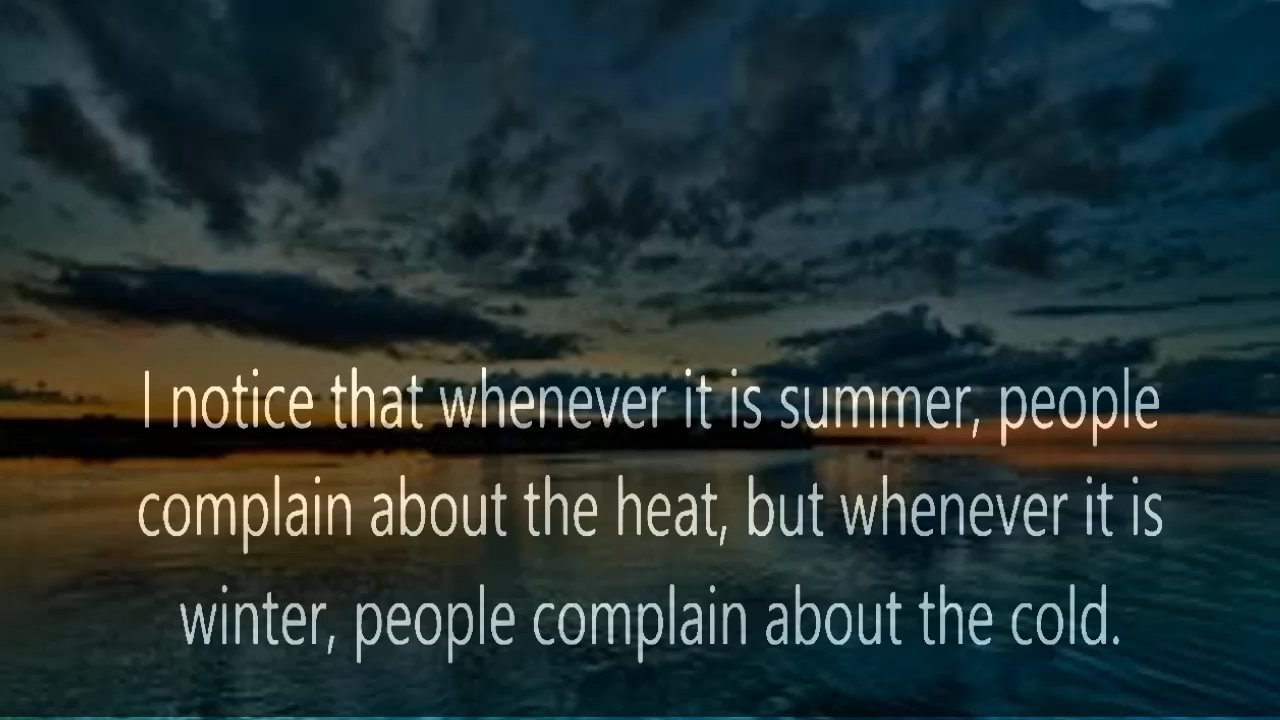 I notice that whenever it is summer, people
complain about the heat, but whenever it is
winter, people complain about the cold.